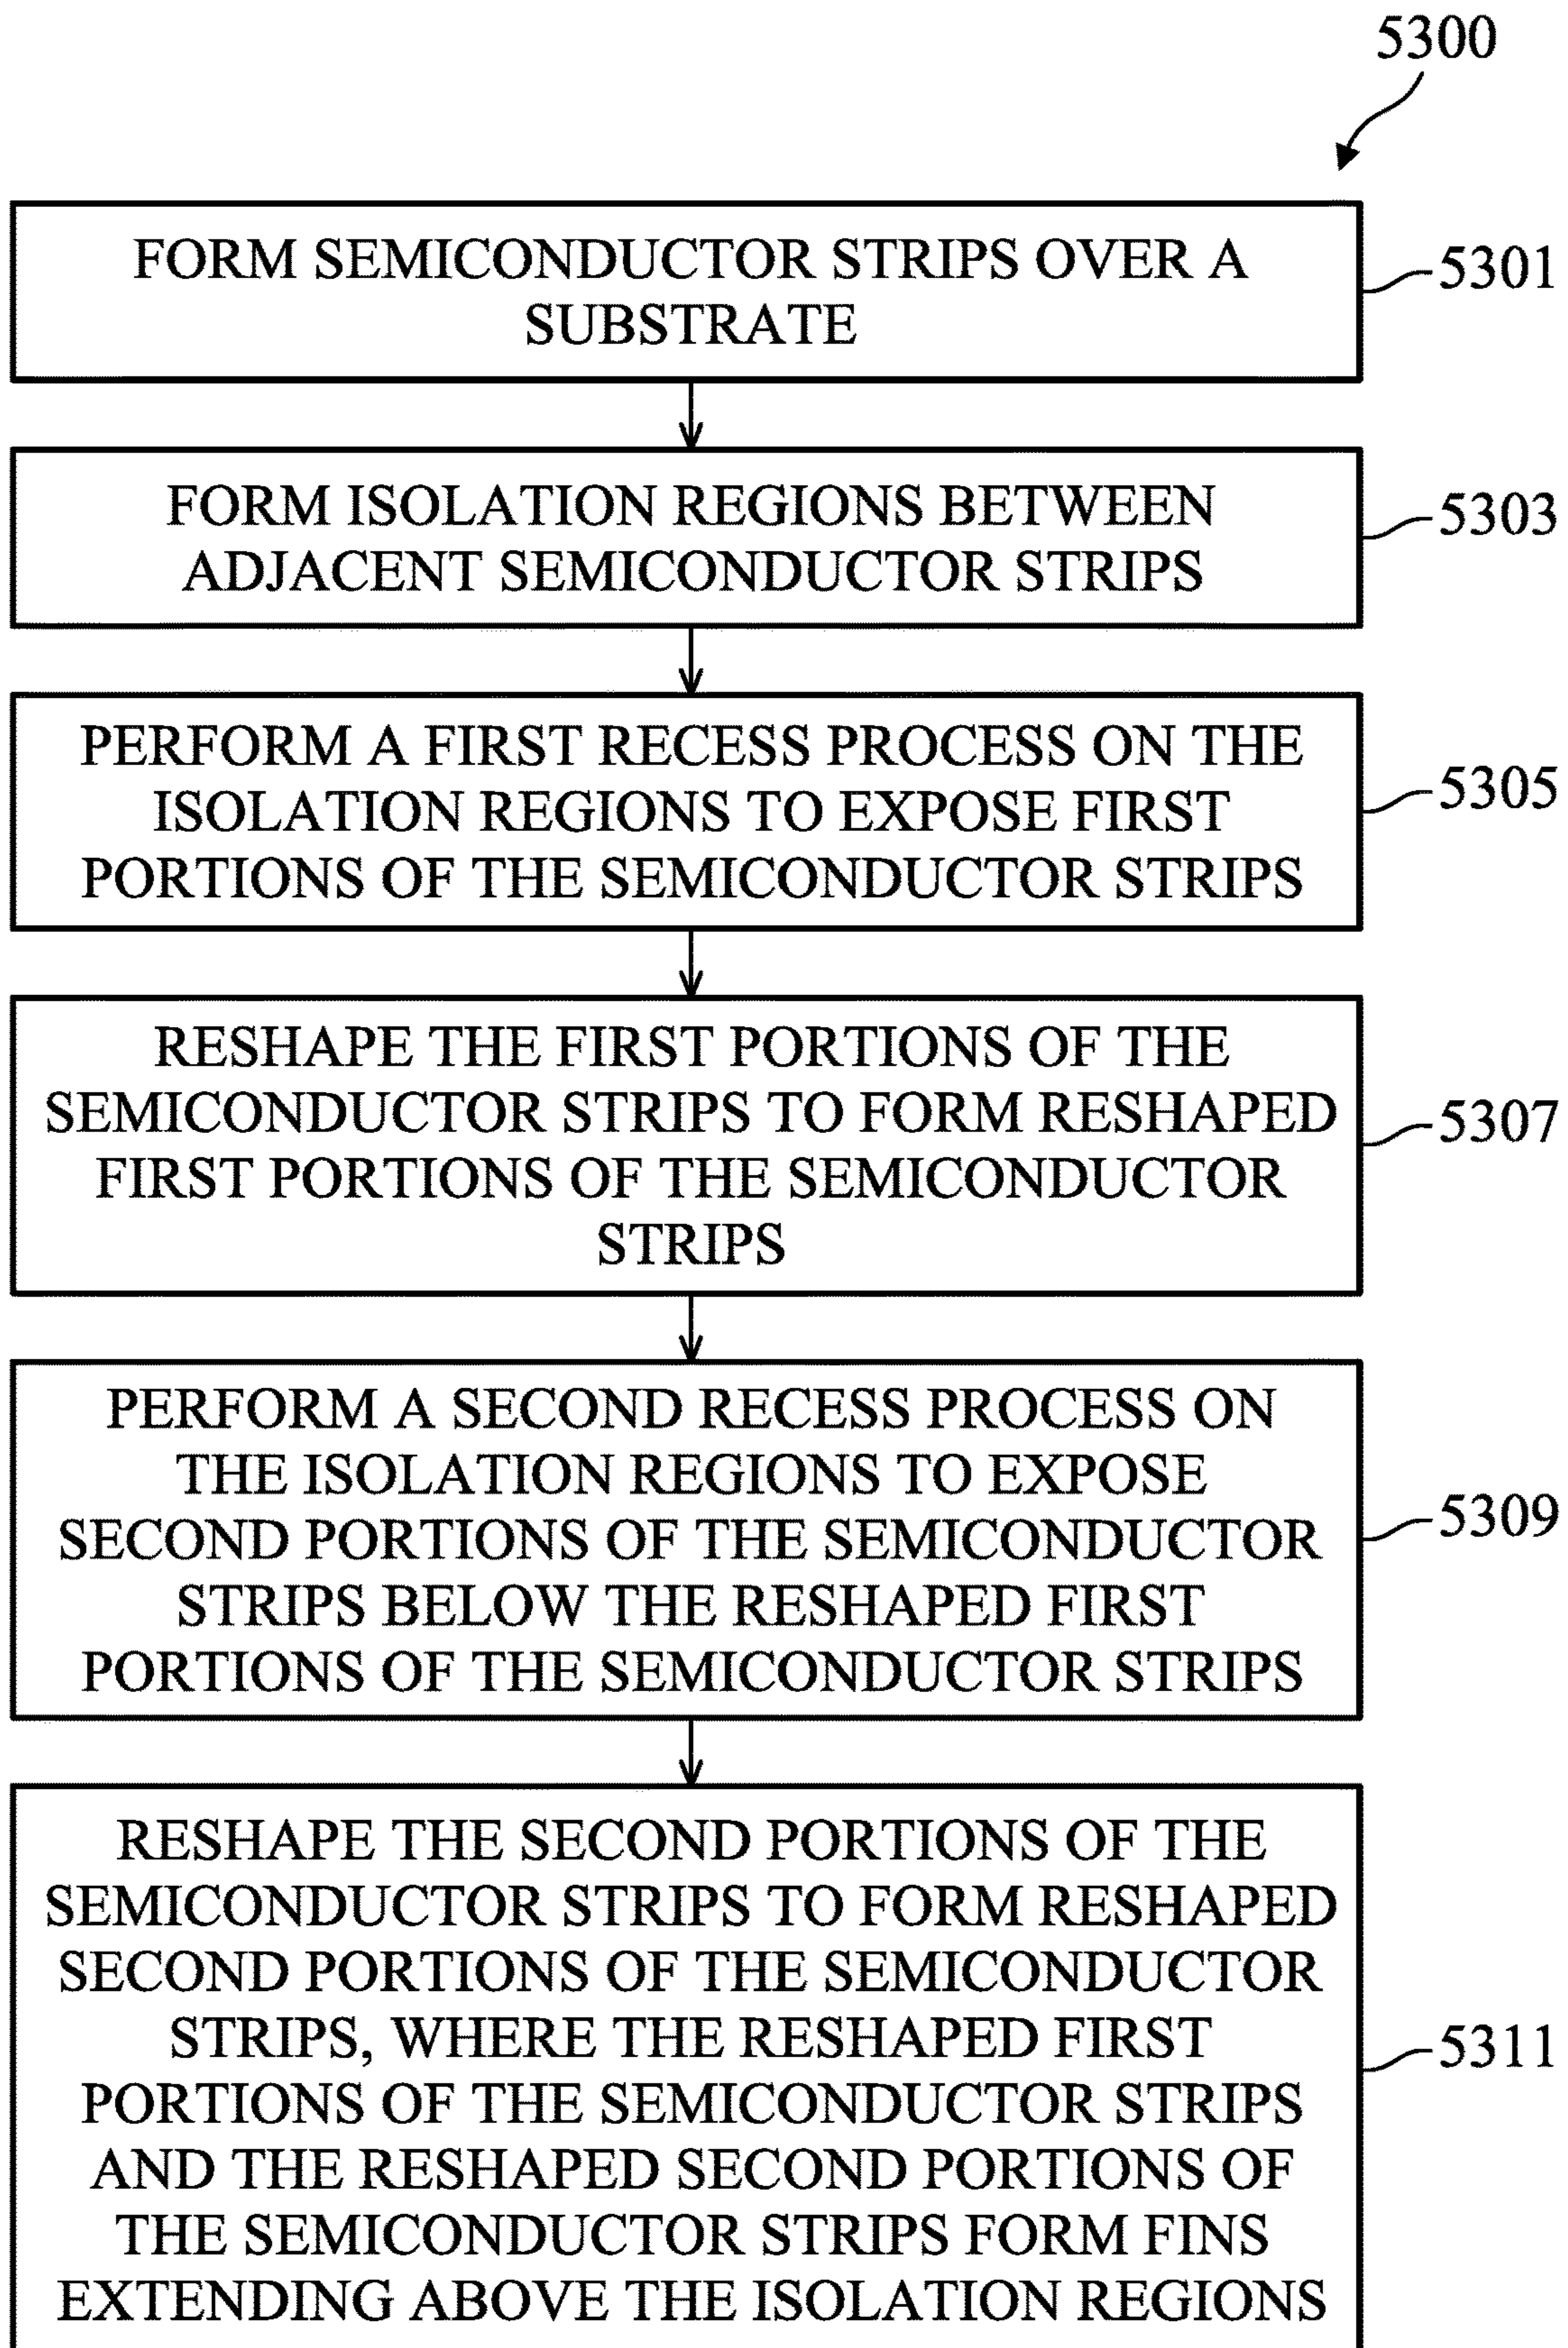 5300
FORM SEMICONDUCTOR STRIPS OVER A
SUBSTRATE
5301
FORM ISOLATION REGIONS BETWEEN
ADJACENT SEMICONDUCTOR STRIPS
5303
PERFORM A FIRST RECESS PROCESS ON THE
ISOLATION REGIONS TO EXPOSE FIRST
PORTIONS OF THE SEMICONDUCTOR STRIPS
5305
RESHAPE THE FIRST PORTIONS OF THE
SEMICONDUCTOR STRIPS TO FORM RESHAPED
FIRST PORTIONS OF THE SEMICONDUCTOR
STRIPS
5307
PERFORM A SECOND RECESS PROCESS ON
THE ISOLATION REGIONS TO EXPOSE
SECOND PORTIONS OF THE SEMICONDUCTOR
STRIPS BELOW THE RESHAPED FIRST
PORTIONS OF THE SEMICONDUCTOR STRIPS
5309
RESHAPE THE SECOND PORTIONS OF THE
SEMICONDUCTOR STRIPS TO FORM RESHAPED
SECOND PORTIONS OF THE SEMICONDUCTOR
STRIPS, WHERE THE RESHAPED FIRST
PORTIONS OF THE SEMICONDUCTOR STRIPS
AND THE RESHAPED SECOND PORTIONS OF
THE SEMICONDUCTOR STRIPS FORM FINS
EXTENDING ABOVE THE ISOLATION REGIONS
5311